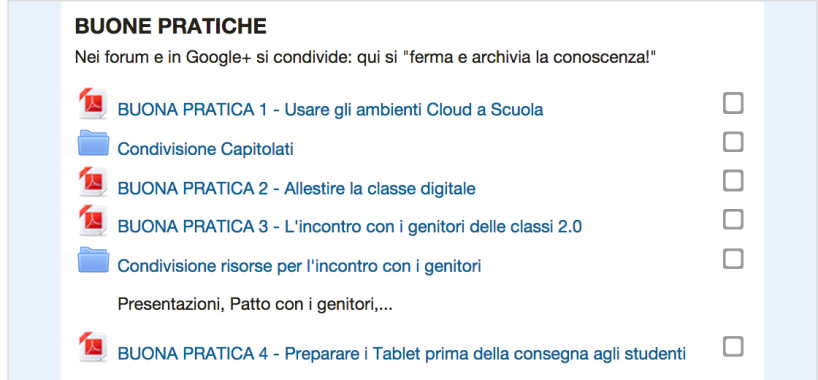 BUONE PRATICHE
Nei forum e in Google+ si condivide: qui si "ferma e archivia la conoscenza!"
BUONA PRATICA 1 - Usare gli ambienti Cloud a Scuola
Condivisione Capitolati
BUONA PRATICA 2 - Allestire la classe digitale
BUONA PRATICA 3 - L'incontro con i genitori delle classi 2.0
Condivisione risorse per l'incontro con i genitori
Presentazioni, Patto con i genitori,...
BUONA PRATICA 4 - Preparare i Tablet prima della consegna agli studenti